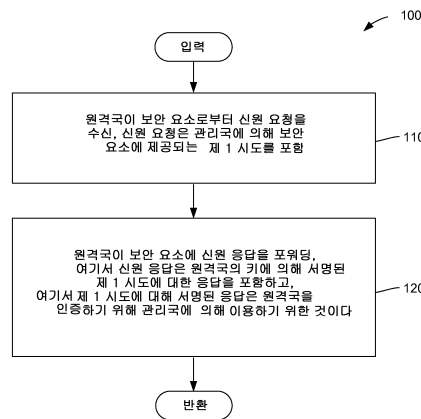 100
입력
원격국이 보안 요소로부터 신원 요청을
수신, 신원 요청은 관리국에 의해 보안
요소에 제공되는 제 1 시도를 포함
110
원격국이 보안 요소에 신원 응답을 포워딩,
여기서 신원 응답은 원격국의 키에 의해 서명된
제 1 시도에 대한 응답을 포함하고,
여기서 제 1 시도에 대해 서명된 응답은 원격국을
인증하기 위해 관리국에 의해 이용하기 위한 것이다
120
반환